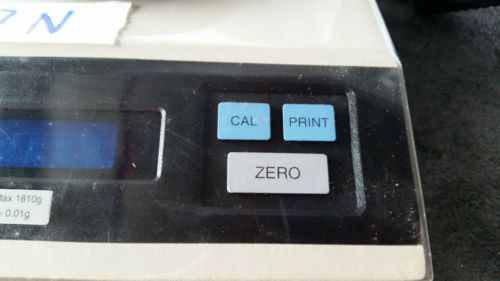 N
CAL PRINT
ZERO
Max 1810g
0.01g